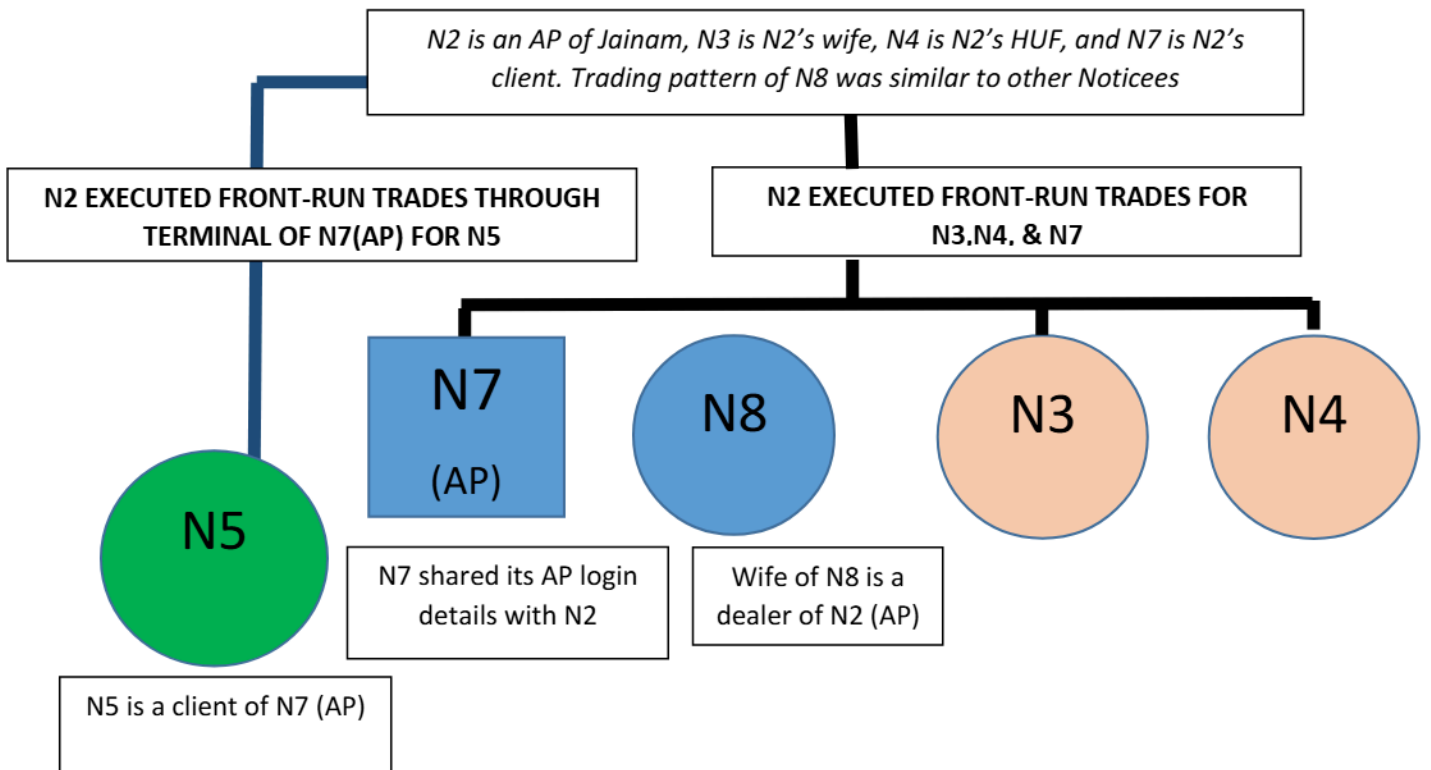 N2 is an AP of Jainam, N3 is N2’s wife, N4 is N2’s HUF, and N7 is N2’s
client. Trading pattern of N8 was similar to other Noticees
N2 EXECUTED FRONT-RUN TRADES THROUGH
TERMINAL OF N7(AP) FOR N5
N2 EXECUTED FRONT-RUN TRADES FOR
N3,N4, & N7
N7
(AP)
N8
N3
N4
N5
N7 shared its AP login
details with N2
Wife of N8 is a
dealer of N2 (AP)
N5 is a client of N7 (AP)